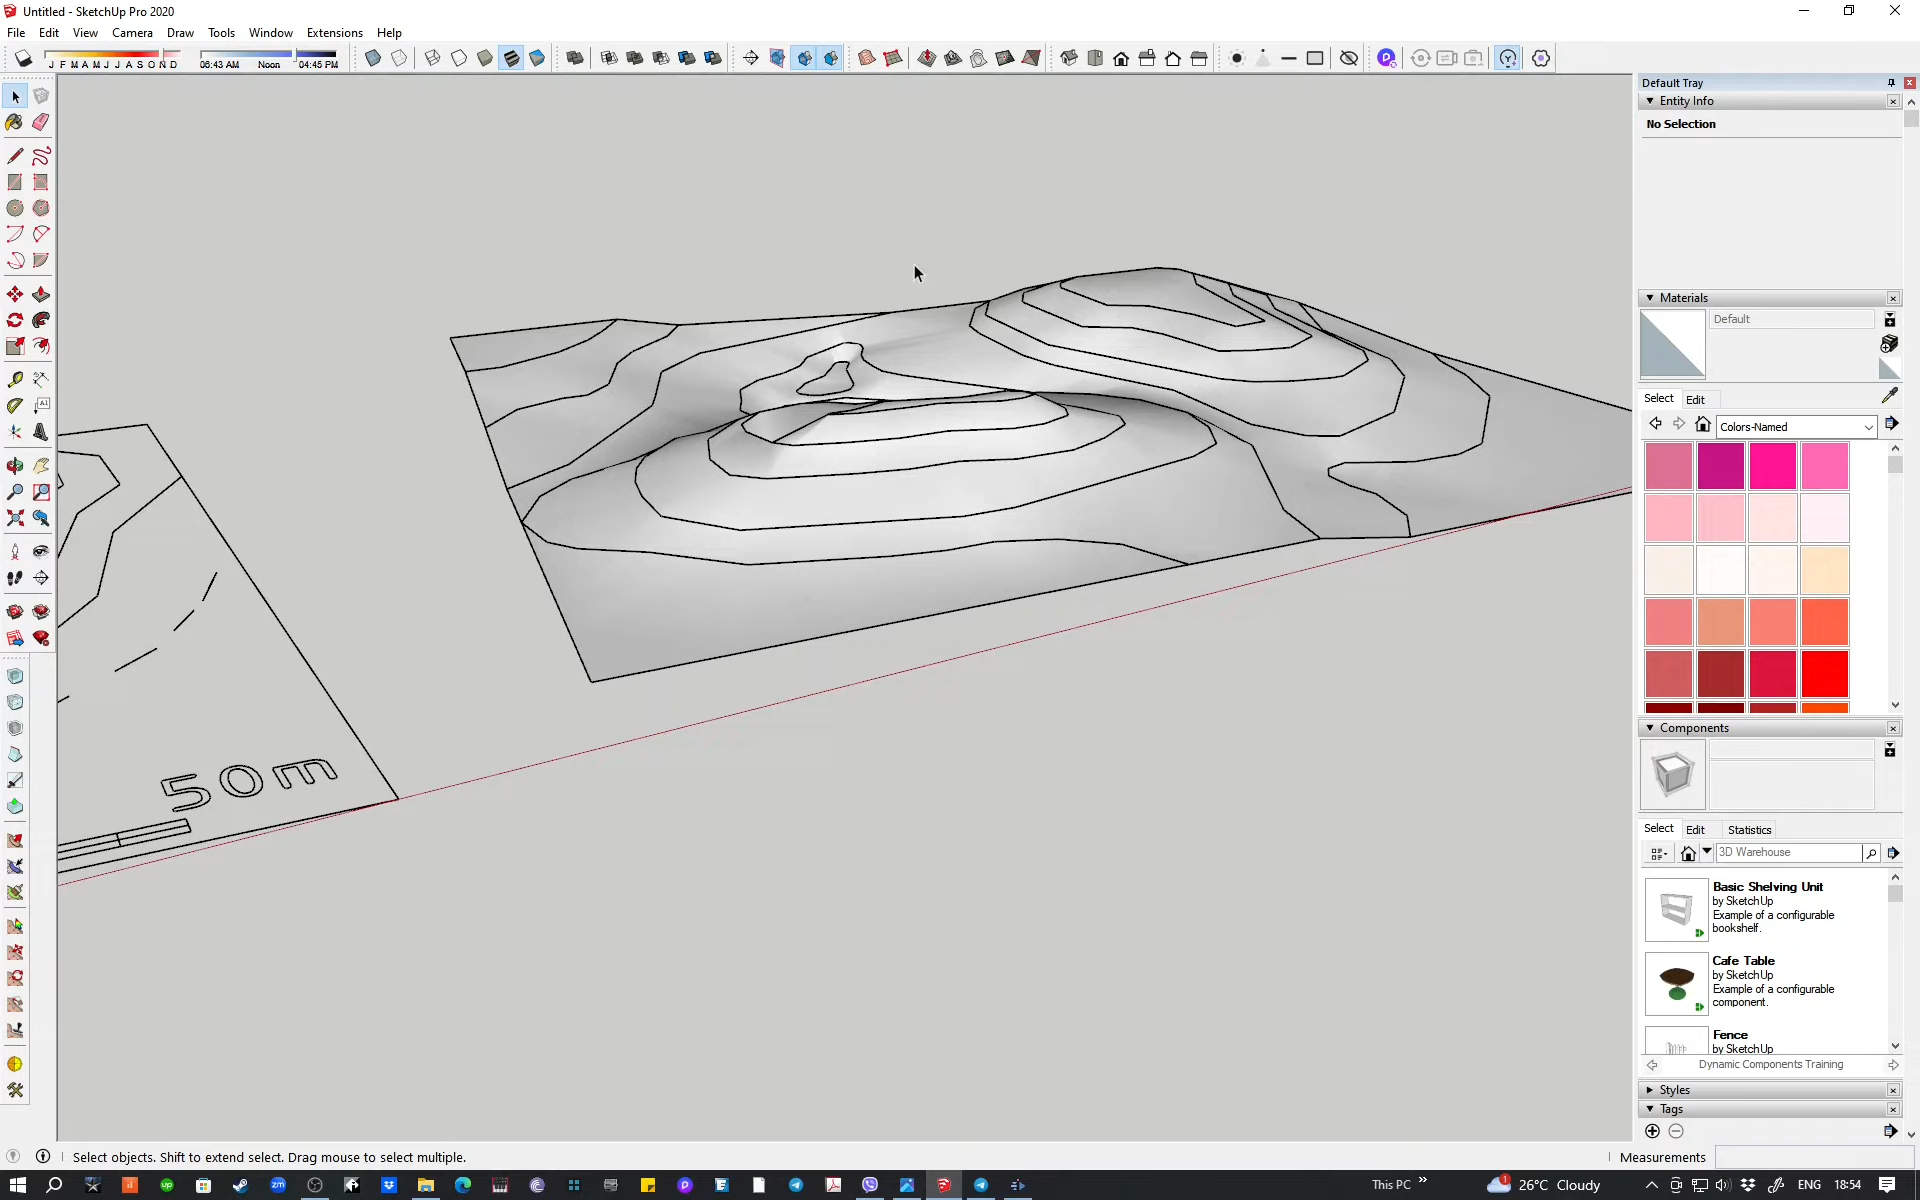 Untitled - SketchUp Pro 2020
File Edit View Camera Draw Tools Window Extensions Help
J F M A M J J A S O N D 06:43 AM Noon 04:45 PM
Default Tray
Entity Info
No Selection
Materials
Default
Select Edit
Colors-Named
A1
50m
Components
Select Edit Statistics
3D Warehouse
Basic Shelving Unit
by SketchUp
Example of a configurable
bookshelf.
Cafe Table
by SketchUp
Example of a configurable
component.
Fence
by SketchUp
Dynamic Components Training
Styles
Tags
Select objects. Shift to extend select. Drag mouse to select multiple.
Measurements
up zm This PC 1 26°C Cloudy ENG 18:54